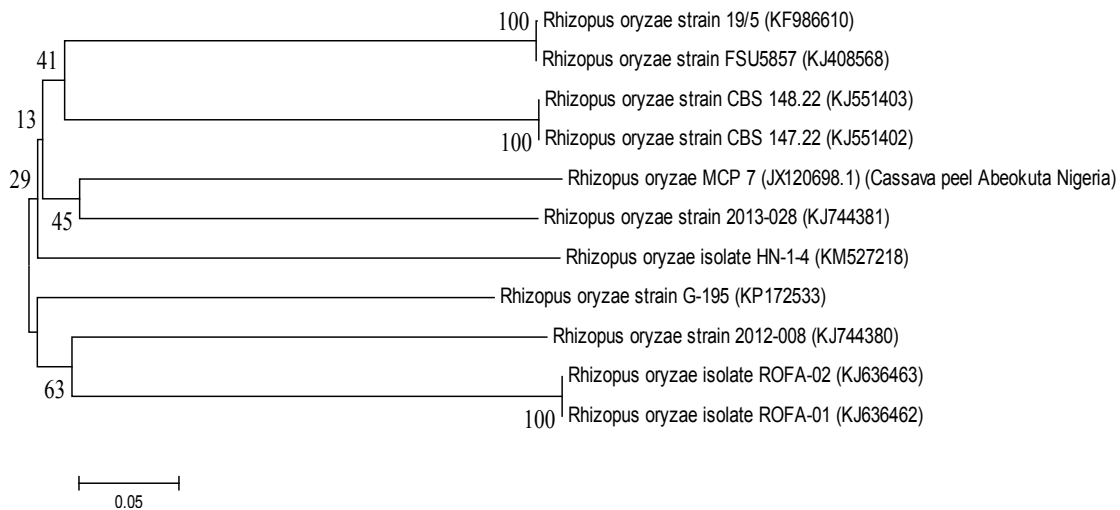 100 Rhizopus oryzae strain 19/5 (KF986610)
41 Rhizopus oryzae strain FSU5857 (KJ408568)
Rhizopus oryzae strain CBS 148.22 (KJ551403)
13
100 Rhizopus oryzae strain CBS 147.22 (KJ551402)
29 Rhizopus oryzae MCP 7 (JX120698.1) (Cassava peel Abeokuta Nigeria)
45 Rhizopus oryzae strain 2013-028 (KJ744381)
Rhizopus oryzae isolate HN-1-4 (KM527218)
Rhizopus oryzae strain G-195 (KP172533)
Rhizopus oryzae strain 2012-008 (KJ744380)
63 Rhizopus oryzae isolate ROFA-02 (KJ636463)
100 Rhizopus oryzae isolate ROFA-01 (KJ636462)
0.05